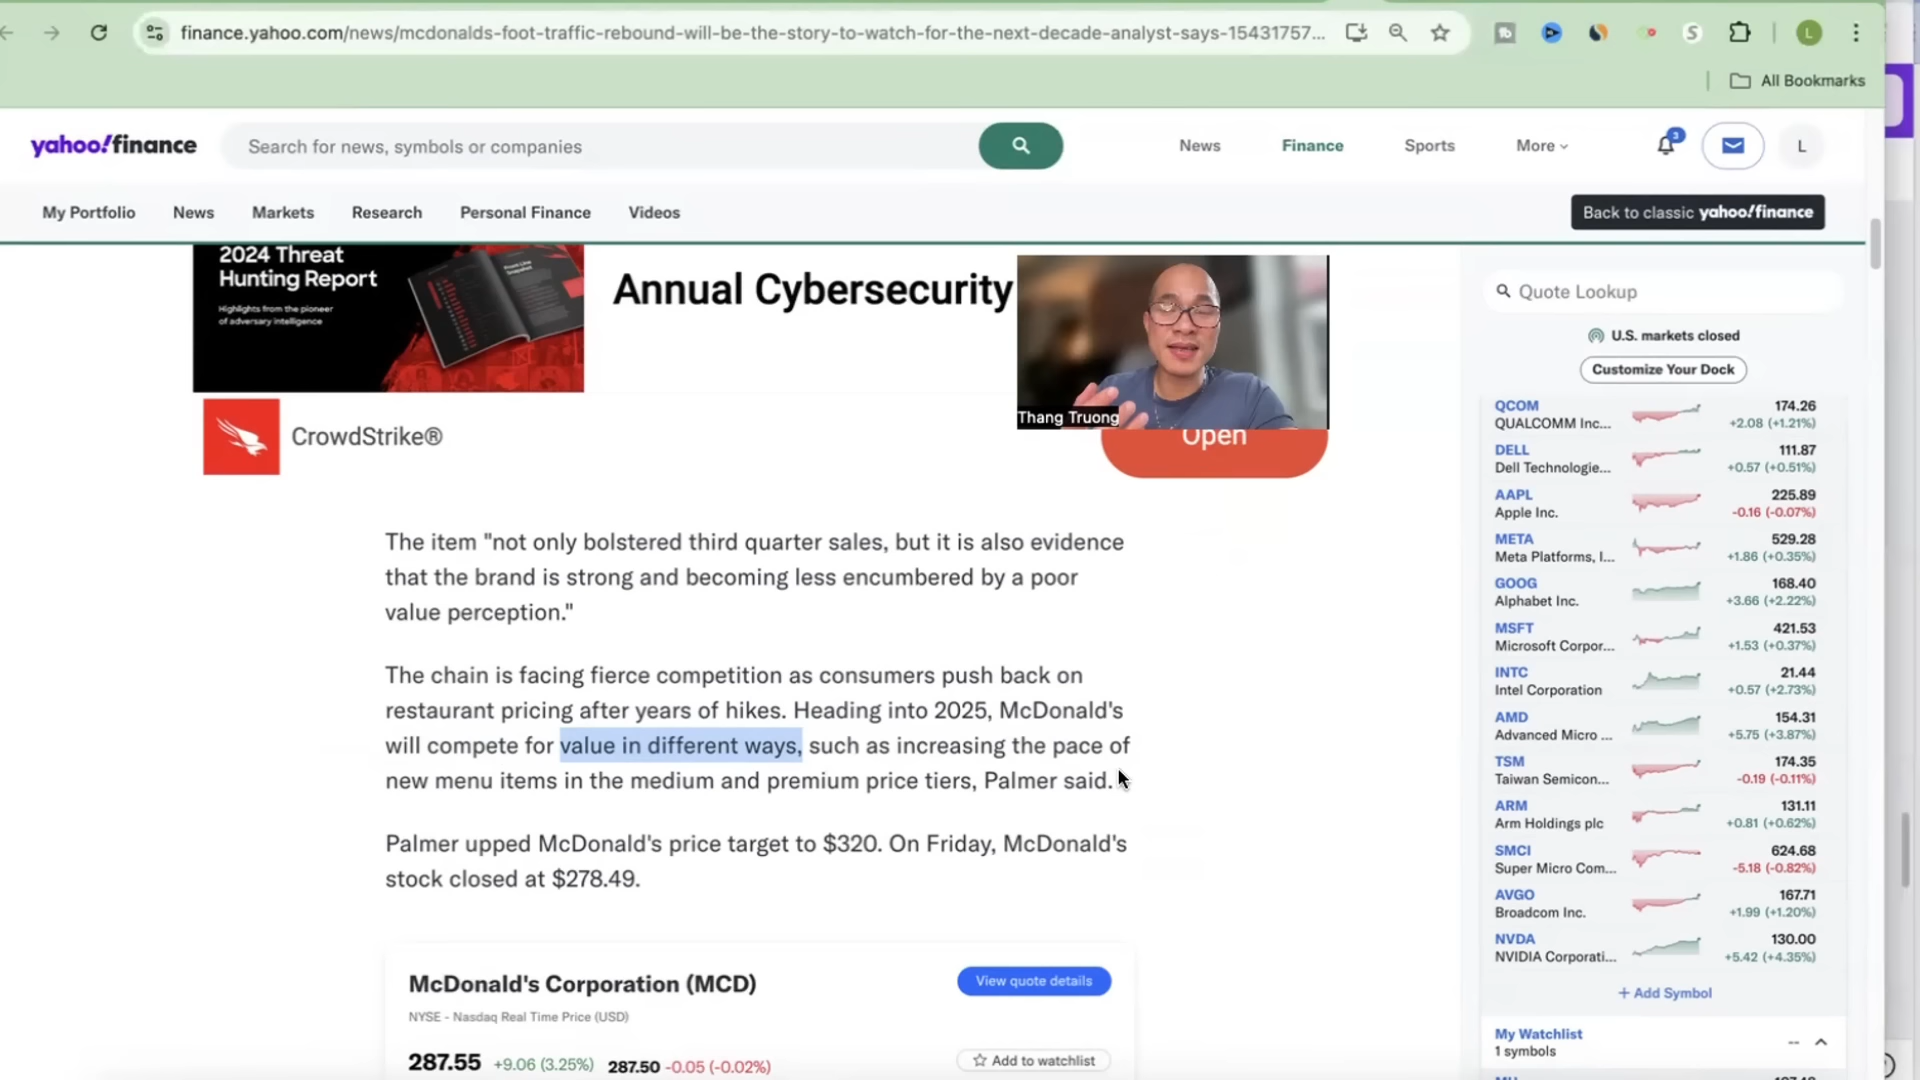 finance.yahoo.com/news/mcdonalds-foot-traffic-rebound-will-be-the-story-to-watch-for-the-next-decade-analyst-says-15431757...
L
All Bookmarks
yahoo!finance
Search for news, symbols or companies
News
Finance
Sports
More
3
L
My Portfolio
News
Markets
Research
Personal Finance
Videos
Back to classic yahoo!finance
2024 Threat
Hunting Report
Highlights from the pioneer
of adversary intelligence
Annual Cybersecurity
Thang Truong
CrowdStrike®
Open
The item "not only bolstered third quarter sales, but it is also evidence
that the brand is strong and becoming less encumbered by a poor
value perception."
The chain is facing fierce competition as consumers push back on
restaurant pricing after years of hikes. Heading into 2025, McDonald's
will compete for value in different ways, such as increasing the pace of
new menu items in the medium and premium price tiers, Palmer said.
Palmer upped McDonald's price target to $320. On Friday, McDonald's
stock closed at $278.49.
McDonald's Corporation (MCD)
View quote details
NYSE - Nasdaq Real Time Price (USD)
287.55 +9.06 (3.25%) 287.50 -0.05 (-0.02%)
Add to watchlist
Quote Lookup
U.S. markets closed
Customize Your Dock
QCOM 174.26
QUALCOMM Inc... +2.08 (+1.21%)
DELL 111.87
Dell Technologie... +0.57 (+0.51%)
AAPL 225.89
Apple Inc. -0.16 (-0.07%)
META 529.28
Meta Platforms, I... +1.86 (+0.35%)
GOOG 168.40
Alphabet Inc. +3.66 (+2.22%)
MSFT 421.53
Microsoft Corpor... +1.53 (+0.37%)
INTC 21.44
Intel Corporation +0.57 (+2.73%)
AMD 154.31
Advanced Micro ... +5.75 (+3.87%)
TSM 174.35
Taiwan Semicon... -0.19 (-0.11%)
ARM 131.11
Arm Holdings plc +0.81 (+0.62%)
SMCI 624.68
Super Micro Com... -5.18 (-0.82%)
AVGO 167.71
Broadcom Inc. +1.99 (+1.20%)
NVDA 130.00
NVIDIA Corporati... +5.42 (+4.35%)
+ Add Symbol
My Watchlist --
1 symbols